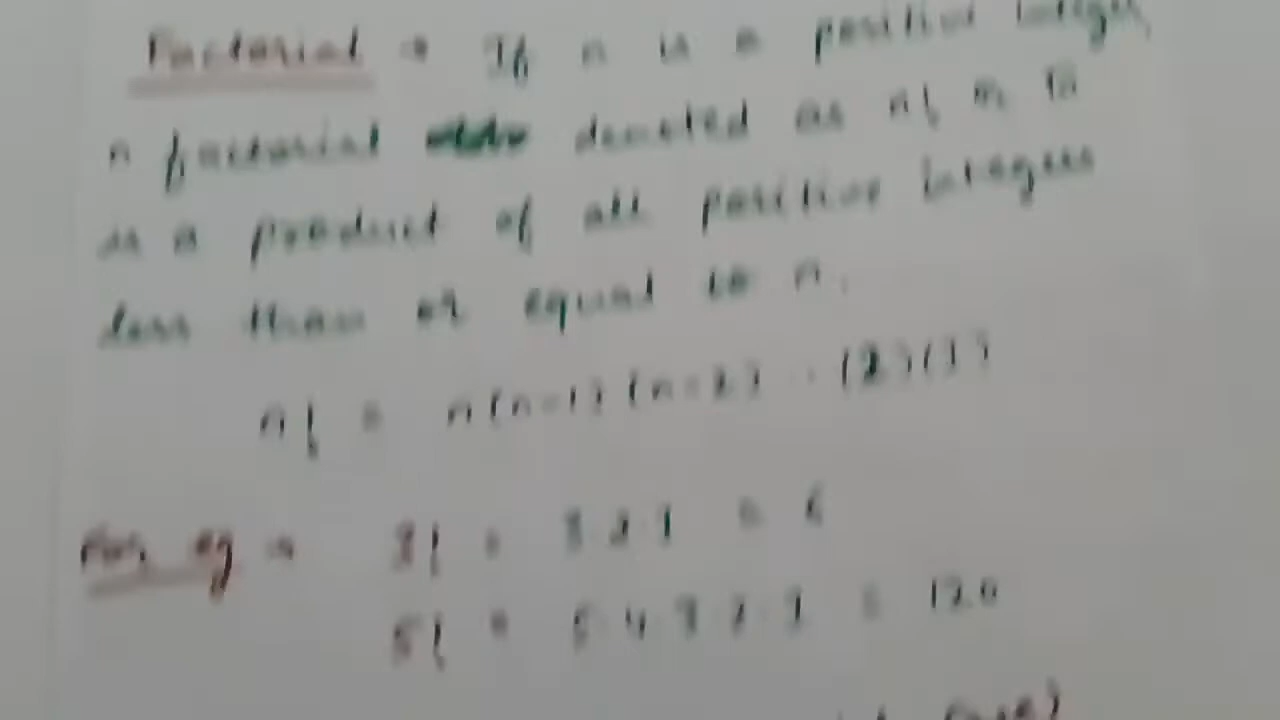 Factorial → If n is a positive integer,
n factorial denoted as n! or
is a product of all positive integers
less than or equal to n.
n! = n(n-1)(n-2) .. (2)(1)
For eg → 3! = 3.2.1 = 6
5! = 5.4.3.2.1 = 120